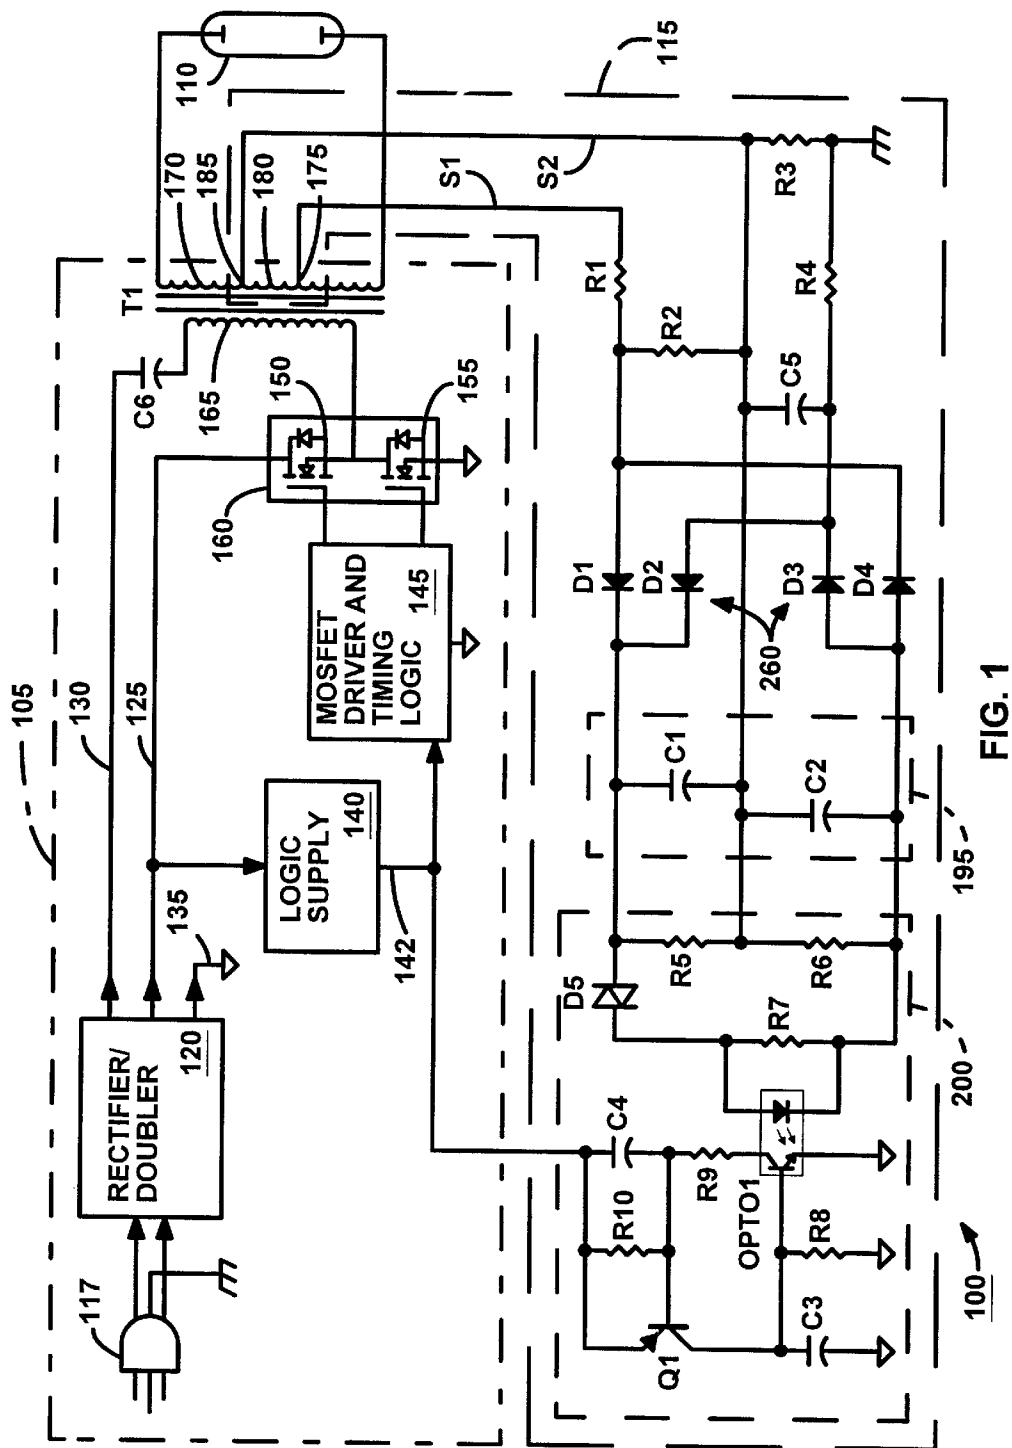 105
117
RECTIFIER/
DOUBLER
120
130
125
135
LOGIC
SUPPLY
140
142
MOSFET
DRIVER AND
TIMING
LOGIC
145
160
150
155
C6
165
T1
170
185
180
175
110
115
S1
S2
R1
R2
R3
R4
C5
D1
D2
D3
D4
260
C1
C2
195
D5
R5
R6
R7
200
C4
R10
R9
OPTO1
R8
Q1
C3
100
FIG. 1